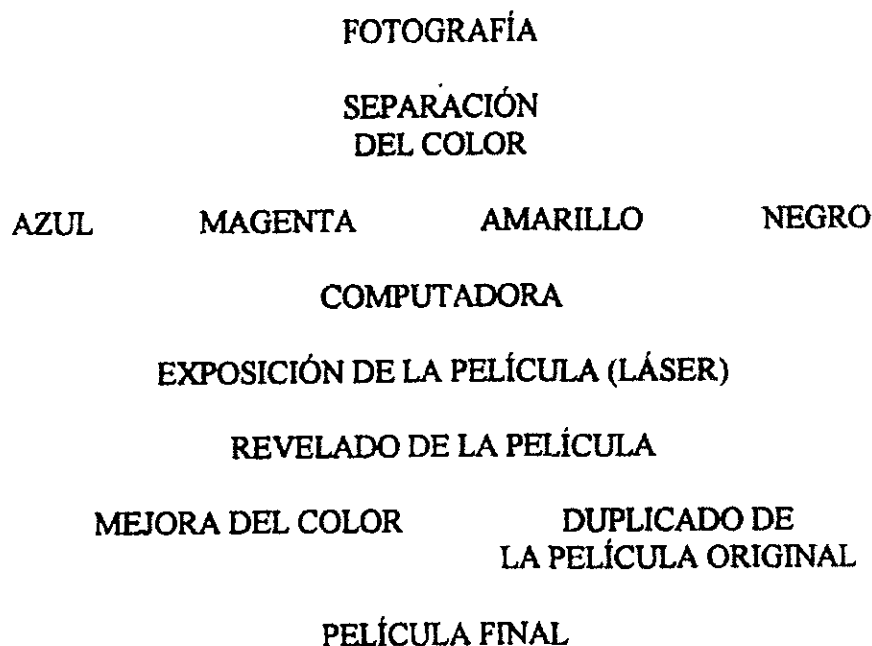 FOTOGRAFÍA
SEPARACIÓN
DEL COLOR
AZUL MAGENTA AMARILLO NEGRO
COMPUTADORA
EXPOSICIÓN DE LA PELÍCULA (LÁSER)
REVELADO DE LA PELÍCULA
MEJORA DEL COLOR DUPLICADO DE
LA PELÍCULA ORIGINAL
PELÍCULA FINAL